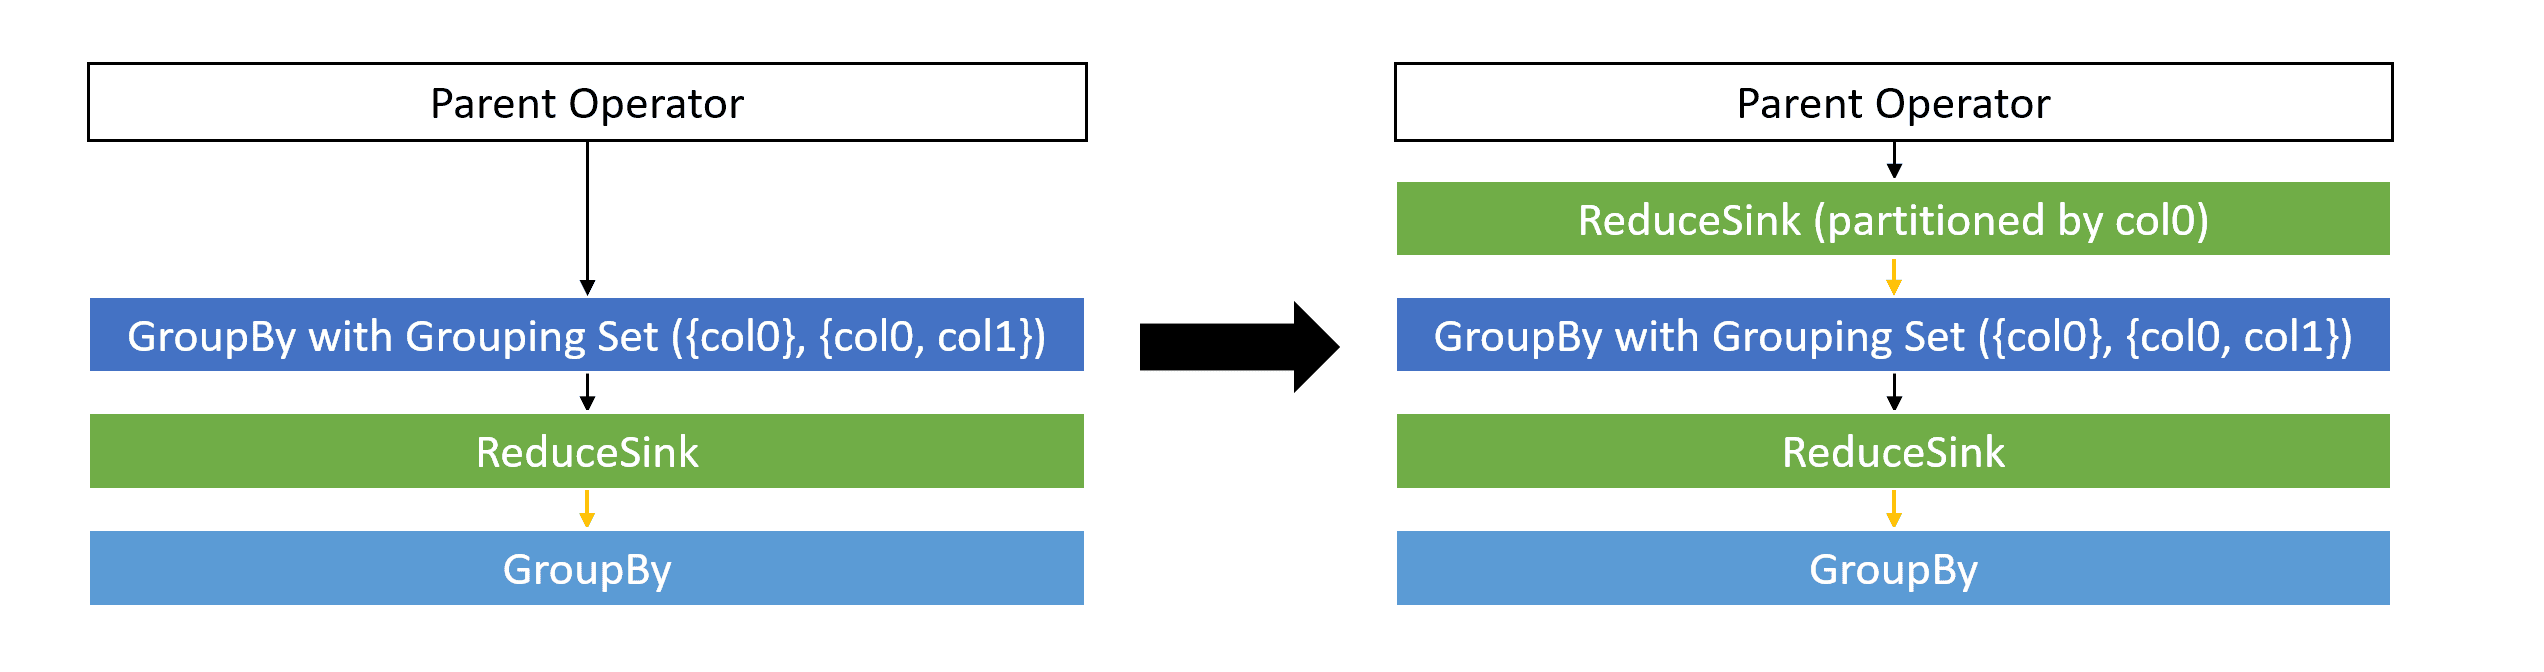 Parent Operator
GroupBy with Grouping Set ({col0}, {col0, col1})
ReduceSink
GroupBy
Parent Operator
ReduceSink (partitioned by col0)
GroupBy with Grouping Set ({col0}, {col0, col1})
ReduceSink
GroupBy